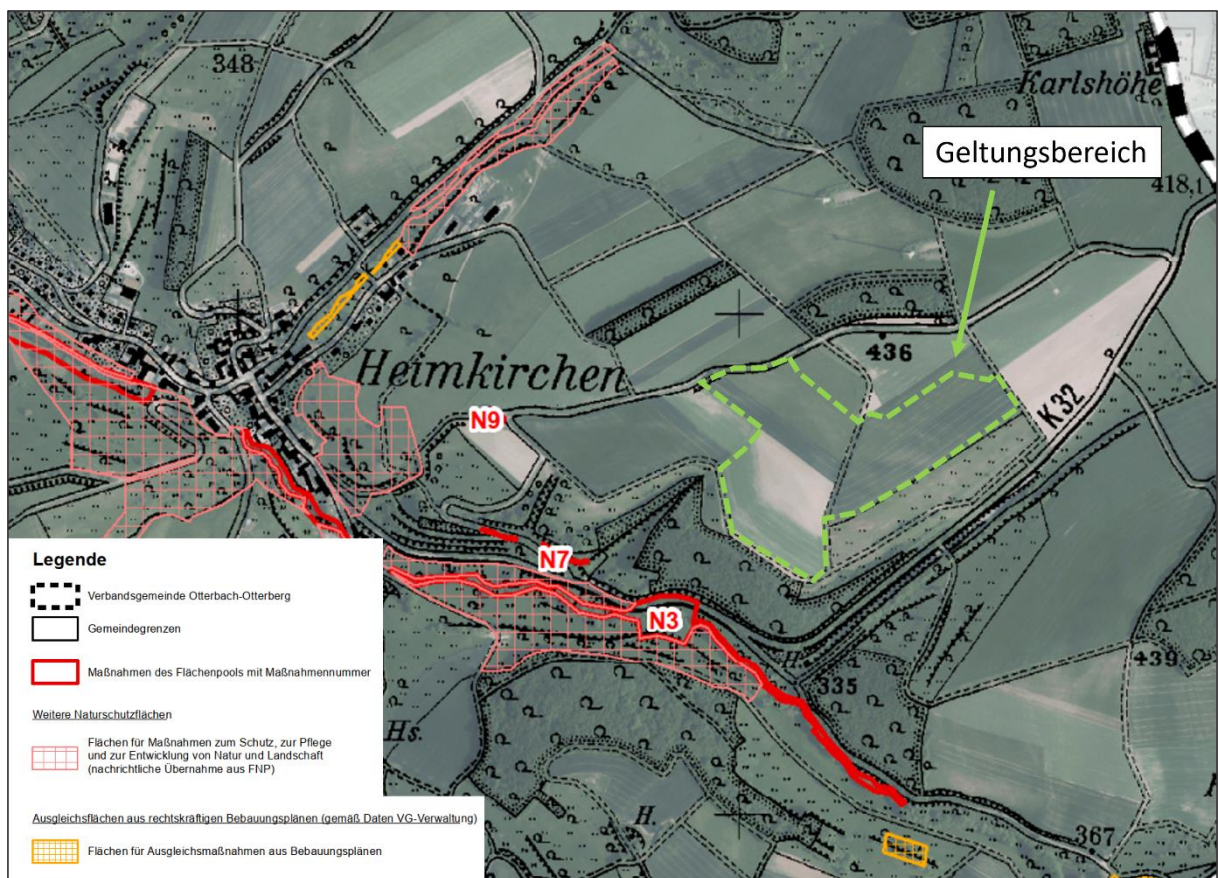 348
Karlshöhe
Geltungsbereich
418,1
436
Heimkirchen
K 32
N9
N7
N3
H.
335
439
Hs.
H.
367
Legende
Verbandsgemeinde Otterbach-Otterberg
Gemeindegrenzen
Maßnahmen des Flächenpools mit Maßnahmennummer
Weitere Naturschutzflächen
Flächen für Maßnahmen zum Schutz, zur Pflege
und zur Entwicklung von Natur und Landschaft
(nachrichtliche Übernahme aus FNP)
Ausgleichsflächen aus rechtskräftigen Bebauungsplänen (gemäß Daten VG-Verwaltung)
Flächen für Ausgleichsmaßnahmen aus Bebauungsplänen